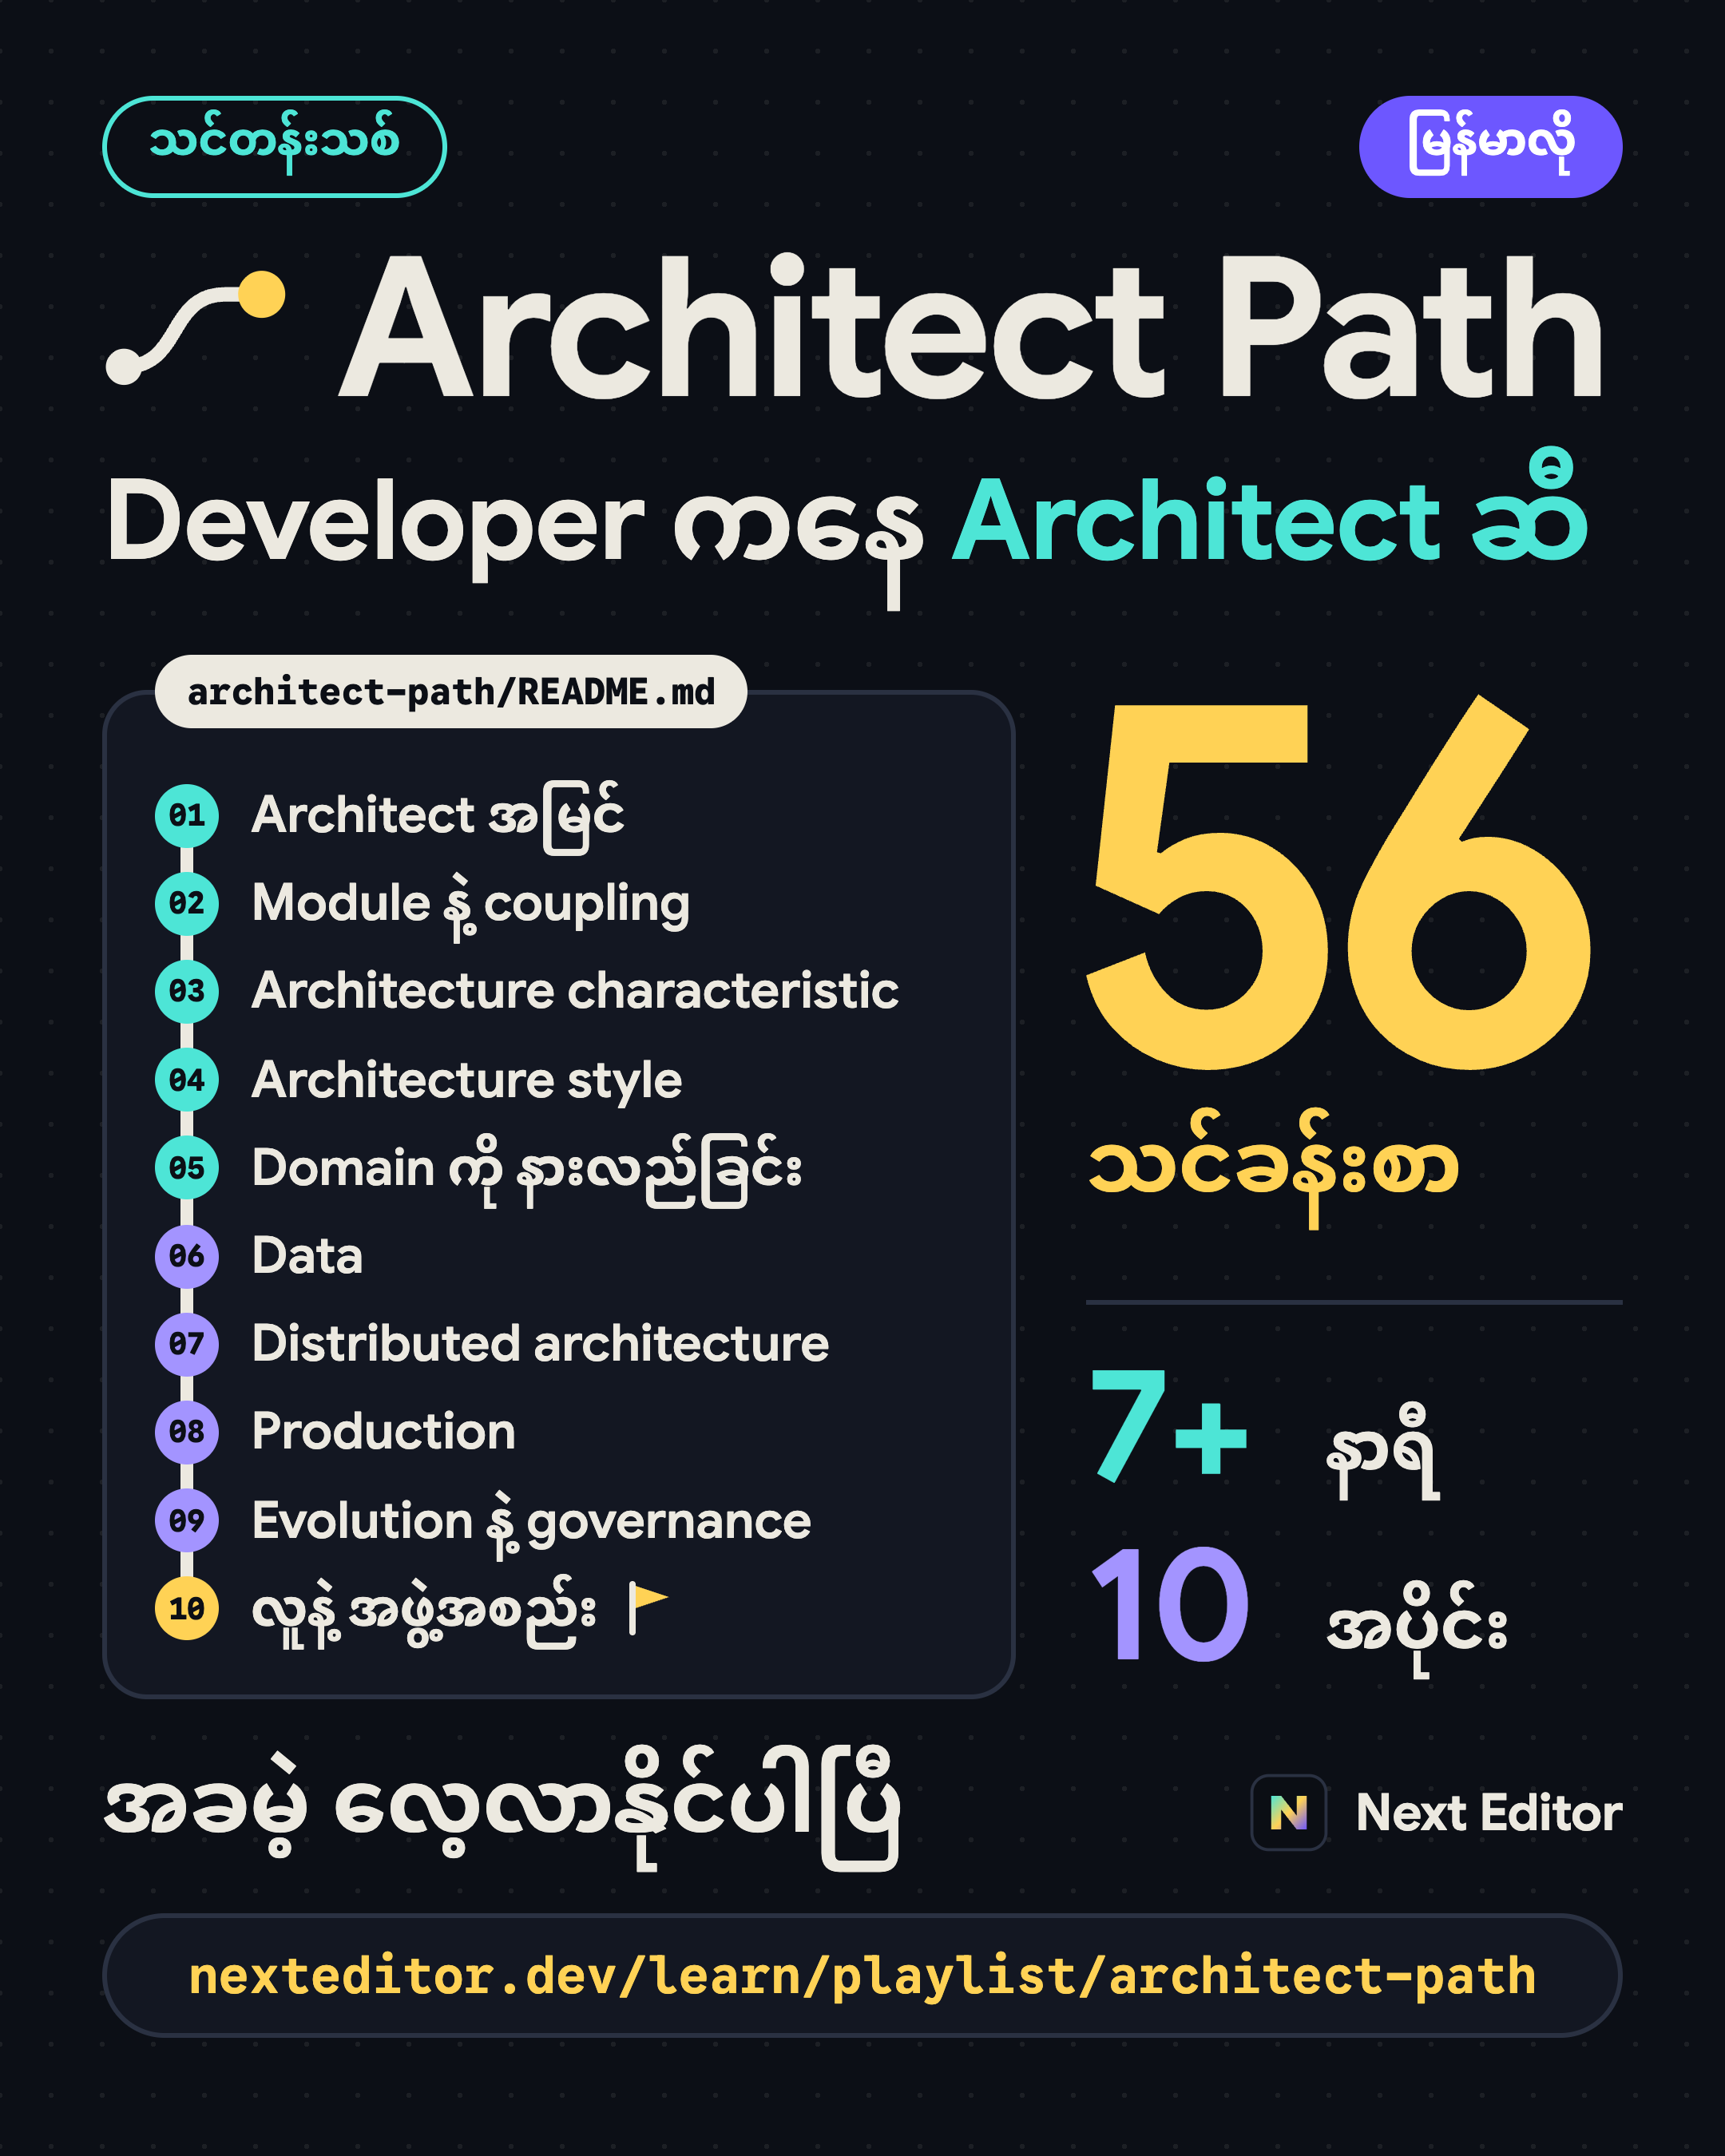 သင်တန်းသစ်
မြန်မာလို
Architect Path
Developer ကနေ Architect ဆီ
architect-path/README.md
01 Architect အမြင်
02 Module နဲ့ coupling
03 Architecture characteristic
04 Architecture style
05 Domain ကို နားလည်ခြင်း
06 Data
07 Distributed architecture
08 Production
09 Evolution နဲ့ governance
10 လူနဲ့ အဖွဲ့အစည်း
56
သင်ခန်းစာ
7+ နာရီ
10 အပိုင်း
အခမဲ့ လေ့လာနိုင်ပါပြီ
N Next Editor
nexteditor.dev/learn/playlist/architect-path